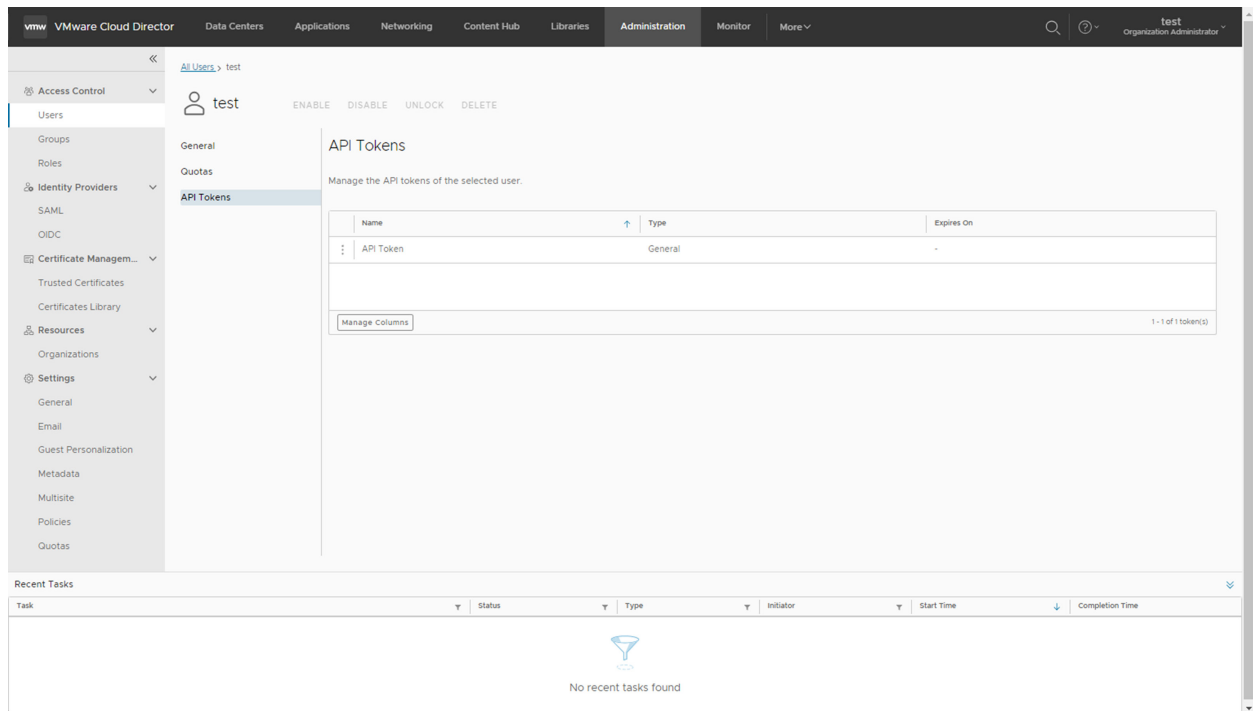 vmw VMware Cloud Director Data Centers Applications Networking Content Hub Libraries Administration Monitor More test
Organization Administrator
All Users > test
Access Control
Users
Groups
Roles
Identity Providers
SAML
OIDC
Certificate Managem...
Trusted Certificates
Certificates Library
Resources
Organizations
Settings
General
Email
Guest Personalization
Metadata
Multisite
Policies
Quotas
test ENABLE DISABLE UNLOCK DELETE
General
Quotas
API Tokens
API Tokens
Manage the API tokens of the selected user.
Name Type Expires On
API Token General -
Manage Columns 1 - 1 of 1 token(s)
Recent Tasks
Task Status Type Initiator Start Time Completion Time
No recent tasks found